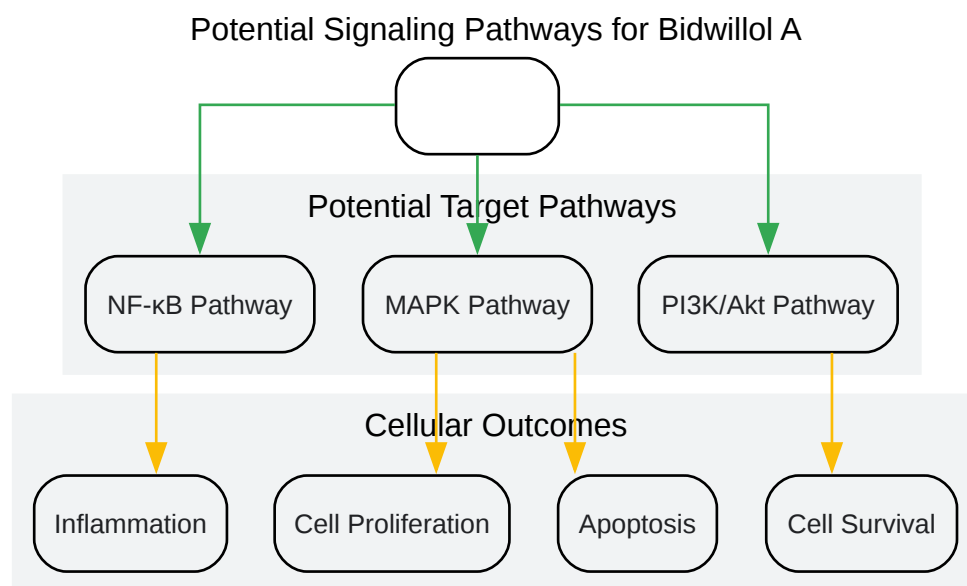 Potential Signaling Pathways for Bidwillol A
Potential Target Pathways
NF-κB Pathway
MAPK Pathway
PI3K/Akt Pathway
Cellular Outcomes
Inflammation
Cell Proliferation
Apoptosis
Cell Survival